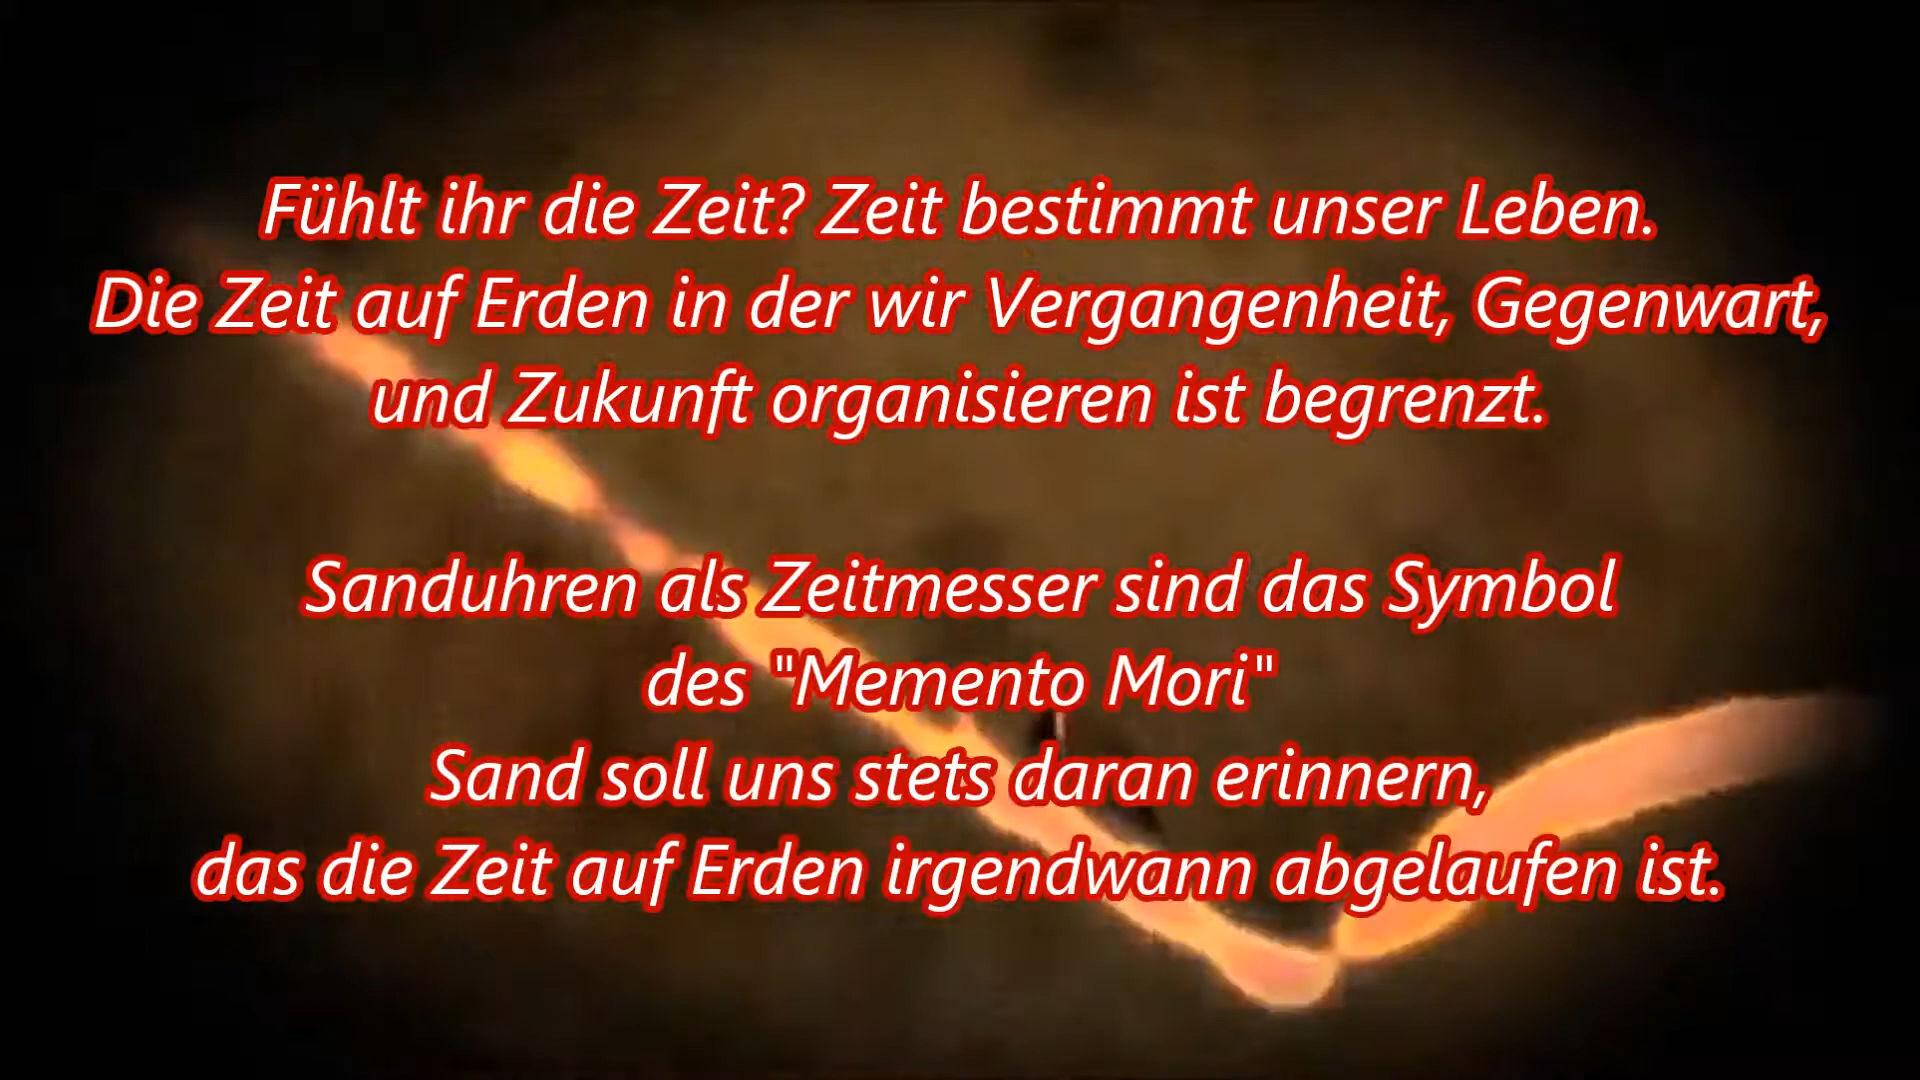 Fühlt ihr die Zeit? Zeit bestimmt unser Leben.
Die Zeit auf Erden in der wir Vergangenheit, Gegenwart,
und Zukunft organisieren ist begrenzt.
Sanduhren als Zeitmesser sind das Symbol
des "Memento Mori"
Sand soll uns stets daran erinnern,
das die Zeit auf Erden irgendwann abgelaufen ist.